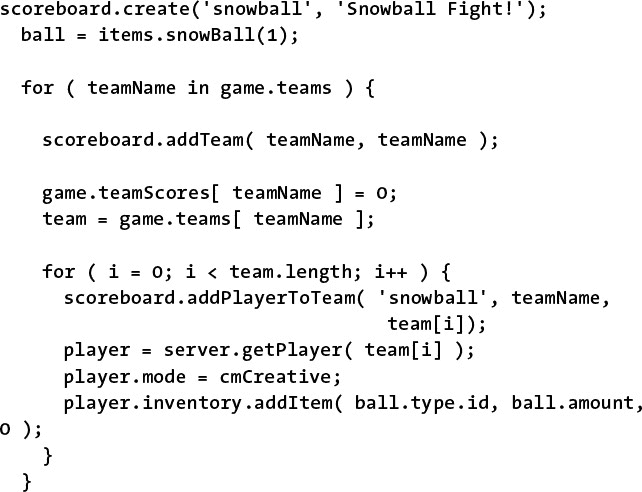 scoreboard.create('snowball', 'Snowball Fight!');
  ball = items.snowBall(1);

  for ( teamName in game.teams ) {

    scoreboard.addTeam( teamName, teamName );

    game.teamScores[ teamName ] = 0;
    team = game.teams[ teamName ];

    for ( i = 0; i < team.length; i++ ) {
      scoreboard.addPlayerToTeam( 'snowball', teamName,
                                    team[i]);
      player = server.getPlayer( team[i] );
      player.mode = cmCreative;
      player.inventory.addItem( ball.type.id, ball.amount,
0 );
    }
  }